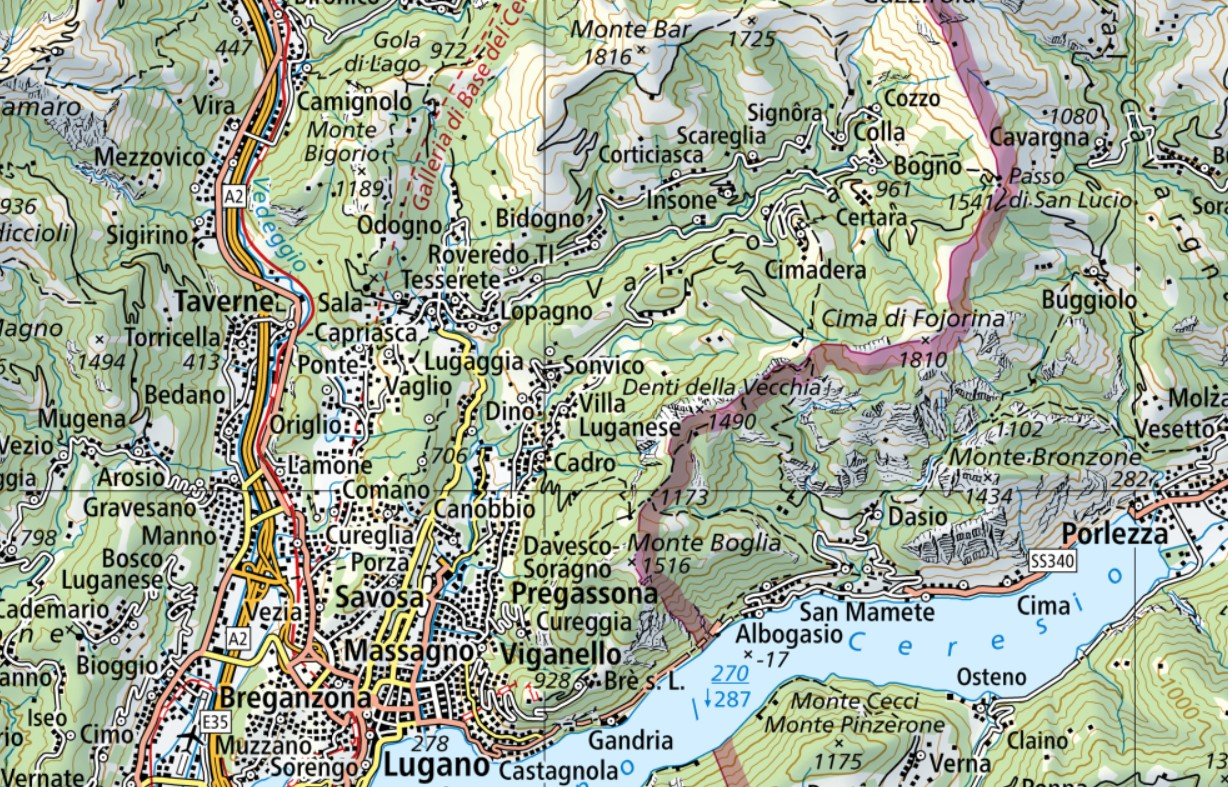 447
Gola
di Lago
972
Monte Bar
1816
1725
Galleria di Base del Ce
Vira
Camignolo
Monte
Bigorio
1189
Mezzovico
A2
Vedeggio
Signôra
Scareglia
Corticiasca
Cozzo
Colla
1080
Cavargna
Insone
Bogno
961
Passo
di San Lucio
1541
936
Sigirino
Odogno
Bidogno
Certara
Roveredo TI
Val Co
Cimadera
Tesserete
Taverne
Sala
-Capriasca
Lopagno
Buggiolo
Cima di Fojorina
1810
Torricella
413
1494
Ponte
Lugaggia
Vaglio
Sonvico
Denti della Vecchia
1490
Bedano
Dino
Villa
Luganese
Mugena
Origlio
Vesetto
1102
Monte Bronzone
1434
282
Vezio
Arosio
Lamone
706
Cadro
1173
Gravesano
Comano
Canobbio
Dasio
798
Manno
Cureglia
Davesco-
Soragno
Monte Boglia
1516
Porlezza
SS340
Bosco
Luganese
Porza
Savosa
Pregassona
Cureggia
San Mamete
Cima
Cademario
Vezia
A2
Albogasio
-17
Ceresio
Massagno
Viganello
Bioggio
928
Brè s. L.
270
287
Osteno
Breganzona
Monte Cecci
Monte Pinzerone
1175
1000
Iseo
Cimo
E35
Muzzano
278
Gandria
Claino
Verna
Vernate
Sorengo
Lugano
Castagnola